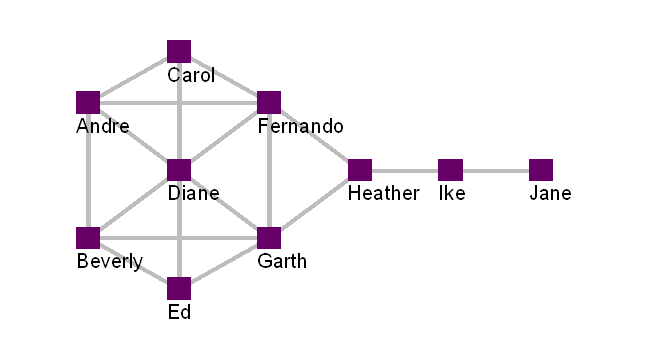 Carol
Andre
Fernando
Diane
Heather
Ike
Jane
Beverly
Garth
Ed